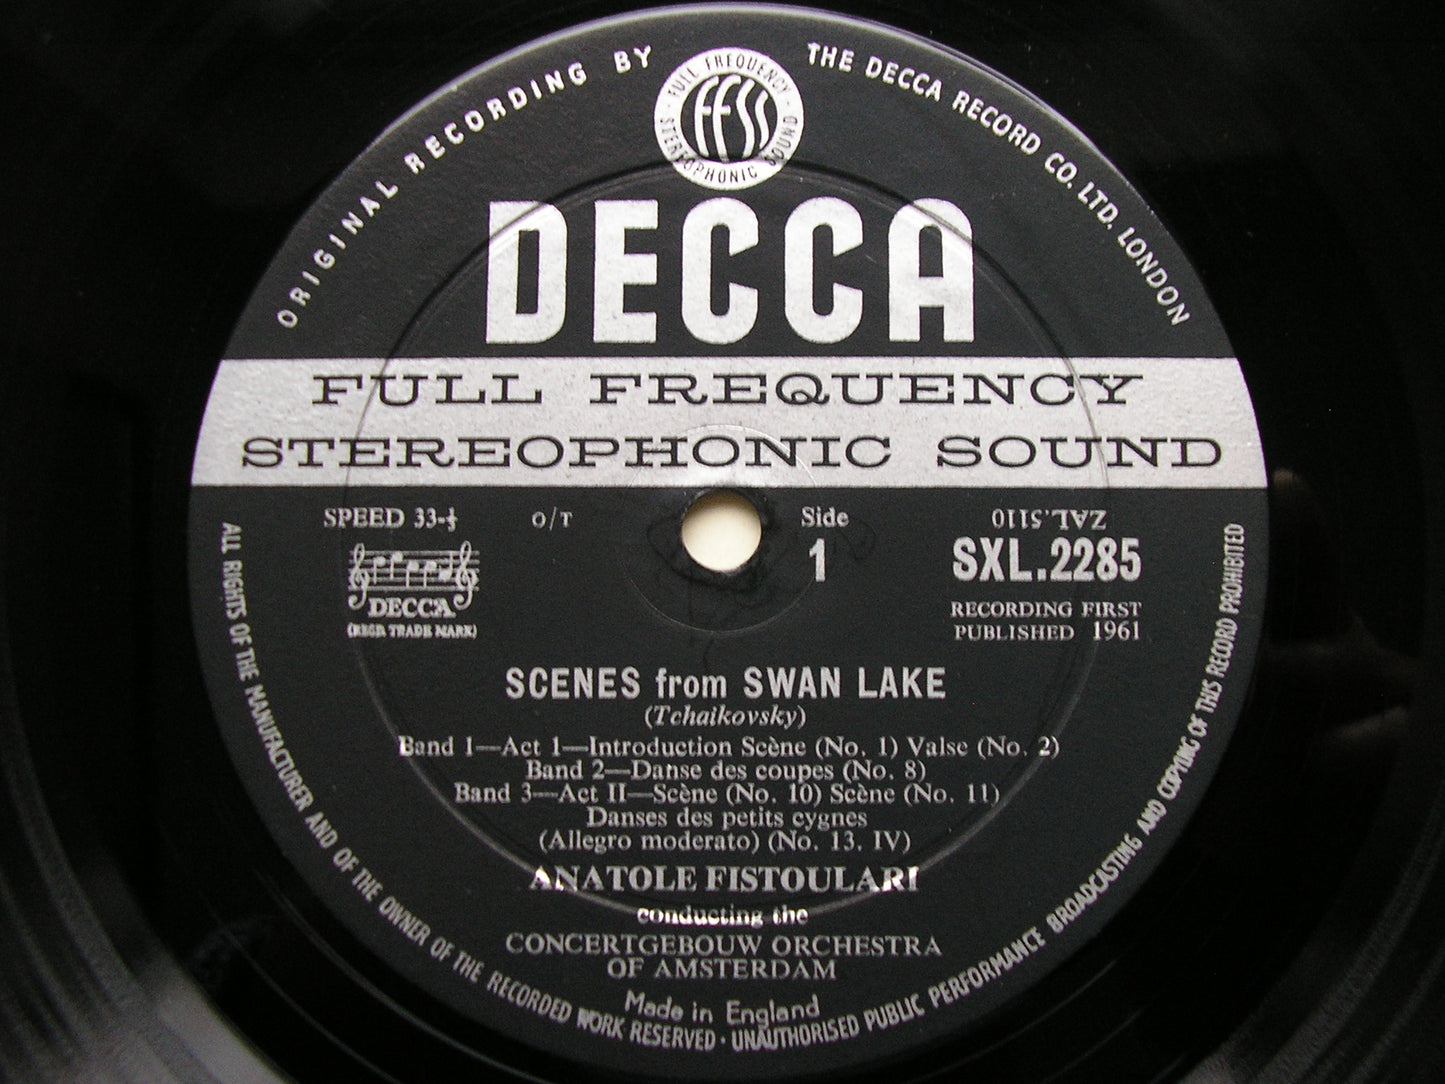 ORIGINAL RECORDING BY
THE DECCA RECORD CO. LTD. LONDON
FULL FREQUENCY
STEREOPHONIC SOUND
FFSS
DECCA
FULL FREQUENCY
STEREOPHONIC SOUND
SPEED 33-⅓
O/T
Side
1
ZAL.5110
SXL.2285
RECORDING FIRST
PUBLISHED 1961
DECCA
(REGD. TRADE MARK)
SCENES from SWAN LAKE
(Tchaikovsky)
Band 1—Act 1—Introduction Scène (No. 1) Valse (No. 2)
Band 2—Danse des coupes (No. 8)
Band 3—Act II—Scène (No. 10) Scène (No. 11)
Danses des petits cygnes
(Allegro moderato) (No. 13. IV)
ANATOLE FISTOULARI
conducting the
CONCERTGEBOUW ORCHESTRA
OF AMSTERDAM
Made in England
ALL RIGHTS OF THE MANUFACTURER AND OF THE OWNER OF THE RECORDED WORK RESERVED · UNAUTHORISED PUBLIC PERFORMANCE BROADCASTING AND COPYING OF THIS RECORD PROHIBITED